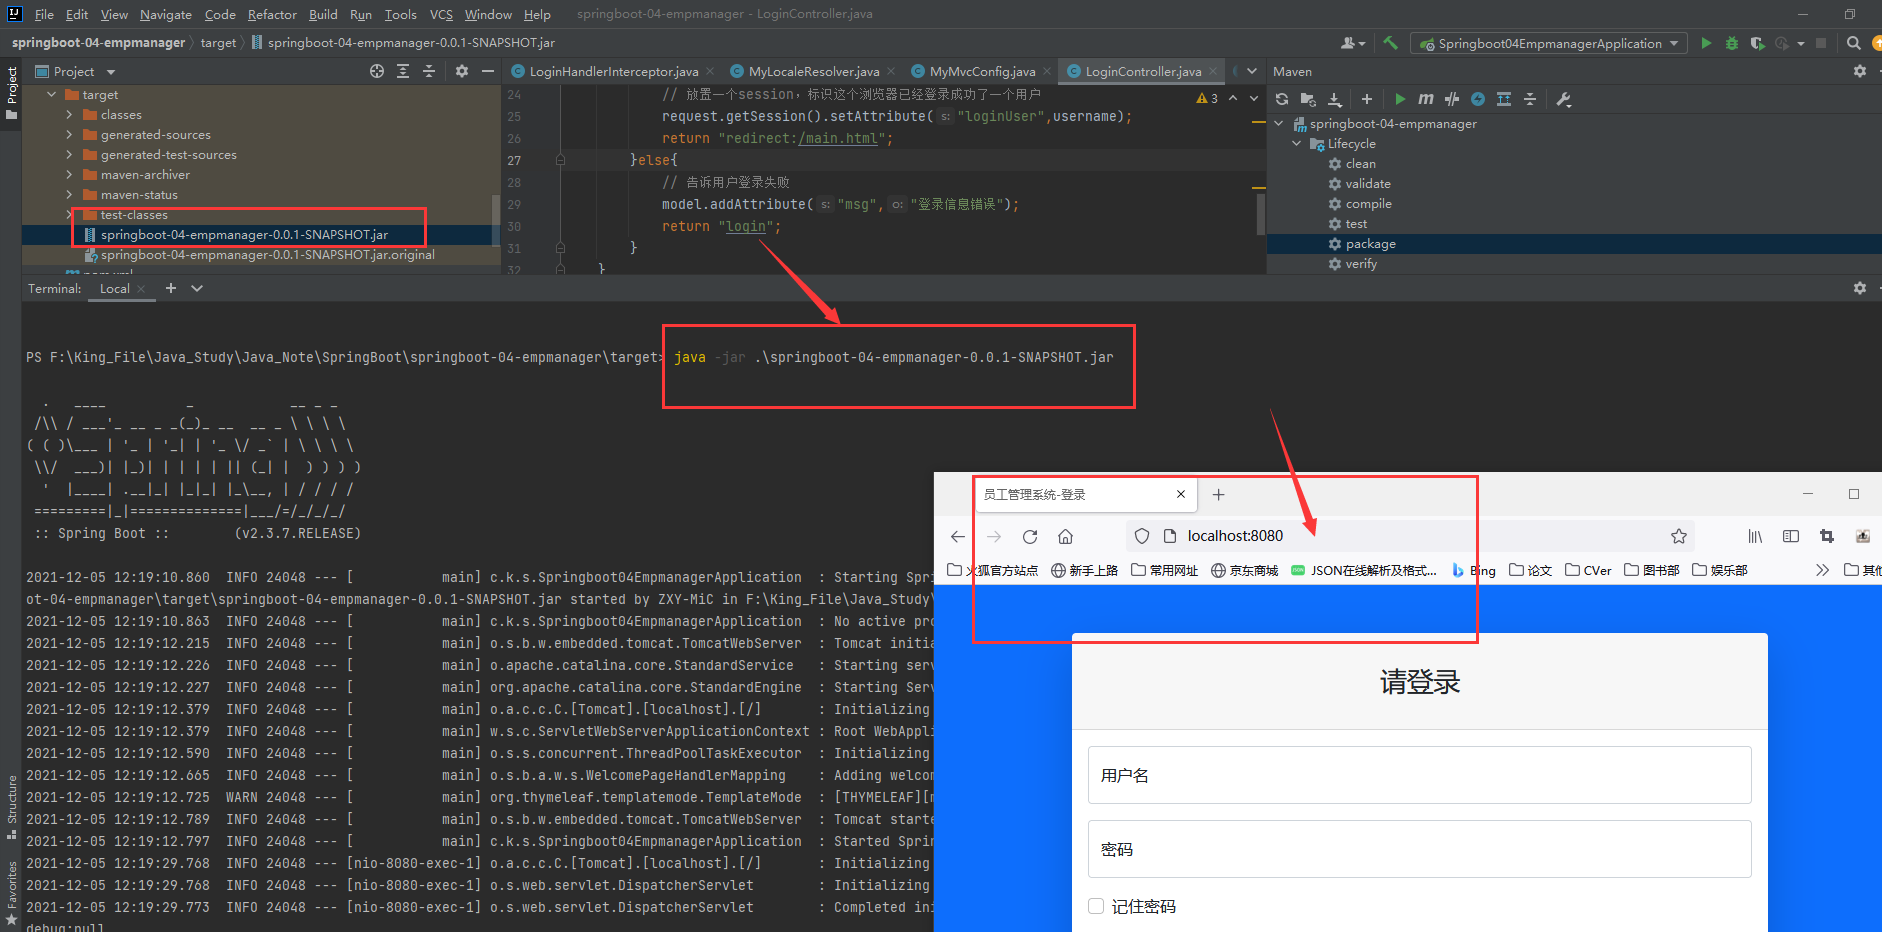 File Edit View Navigate Code Refactor Build Run Tools VCS Window Help springboot-04-empmanager - LoginController.java
springboot-04-empmanager target springboot-04-empmanager-0.0.1-SNAPSHOT.jar
Springboot04EmpmanagerApplication
Project
Project
target
classes
generated-sources
generated-test-sources
maven-archiver
maven-status
test-classes
springboot-04-empmanager-0.0.1-SNAPSHOT.jar
springboot-04-empmanager-0.0.1-SNAPSHOT.jar.original
pom.xml
LoginHandlerInterceptor.java MyLocaleResolver.java MyMvcConfig.java LoginController.java
3
24 // 放置一个session，标识这个浏览器已经登录成功了一个用户
25 request.getSession().setAttribute( s: "loginUser",username);
26 return "redirect:/main.html";
27 }else{
28 // 告诉用户登录失败
29 model.addAttribute( s: "msg", o: "登录信息错误");
30 return "login";
31 }
32 }
Maven
springboot-04-empmanager
Lifecycle
clean
validate
compile
test
package
verify
Terminal: Local
PS F:\King_File\Java_Study\Java_Note\SpringBoot\springboot-04-empmanager\target> java -jar .\springboot-04-empmanager-0.0.1-SNAPSHOT.jar
:: Spring Boot :: (v2.3.7.RELEASE)
2021-12-05 12:19:10.860 INFO 24048 --- [ main] c.k.s.Springboot04EmpmanagerApplication : Starting Spri
ot-04-empmanager\target\springboot-04-empmanager-0.0.1-SNAPSHOT.jar started by ZXY-MiC in F:\King_File\Java_Study\
2021-12-05 12:19:10.863 INFO 24048 --- [ main] c.k.s.Springboot04EmpmanagerApplication : No active pro
2021-12-05 12:19:12.215 INFO 24048 --- [ main] o.s.b.w.embedded.tomcat.TomcatWebServer : Tomcat initia
2021-12-05 12:19:12.226 INFO 24048 --- [ main] o.apache.catalina.core.StandardService : Starting serv
2021-12-05 12:19:12.227 INFO 24048 --- [ main] org.apache.catalina.core.StandardEngine : Starting Serv
2021-12-05 12:19:12.379 INFO 24048 --- [ main] o.a.c.c.C.[Tomcat].[localhost].[/] : Initializing
2021-12-05 12:19:12.379 INFO 24048 --- [ main] w.s.c.ServletWebServerApplicationContext : Root WebAppli
2021-12-05 12:19:12.590 INFO 24048 --- [ main] o.s.s.concurrent.ThreadPoolTaskExecutor : Initializing
2021-12-05 12:19:12.665 INFO 24048 --- [ main] o.s.b.a.w.s.WelcomePageHandlerMapping : Adding welcom
2021-12-05 12:19:12.725 WARN 24048 --- [ main] org.thymeleaf.templatemode.TemplateMode : [THYMELEAF][m
2021-12-05 12:19:12.789 INFO 24048 --- [ main] o.s.b.w.embedded.tomcat.TomcatWebServer : Tomcat starte
2021-12-05 12:19:12.797 INFO 24048 --- [ main] c.k.s.Springboot04EmpmanagerApplication : Started Sprin
2021-12-05 12:19:29.768 INFO 24048 --- [nio-8080-exec-1] o.a.c.c.C.[Tomcat].[localhost].[/] : Initializing
2021-12-05 12:19:29.768 INFO 24048 --- [nio-8080-exec-1] o.s.web.servlet.DispatcherServlet : Initializing
2021-12-05 12:19:29.773 INFO 24048 --- [nio-8080-exec-1] o.s.web.servlet.DispatcherServlet : Completed ini
debug:null
Structure
Favorites
员工管理系统-登录
localhost:8080
火狐官方站点 新手上路 常用网址 京东商城 JSON在线解析及格式... Bing 论文 CVer 图书部 娱乐部 其他
请登录
用户名
密码
记住密码